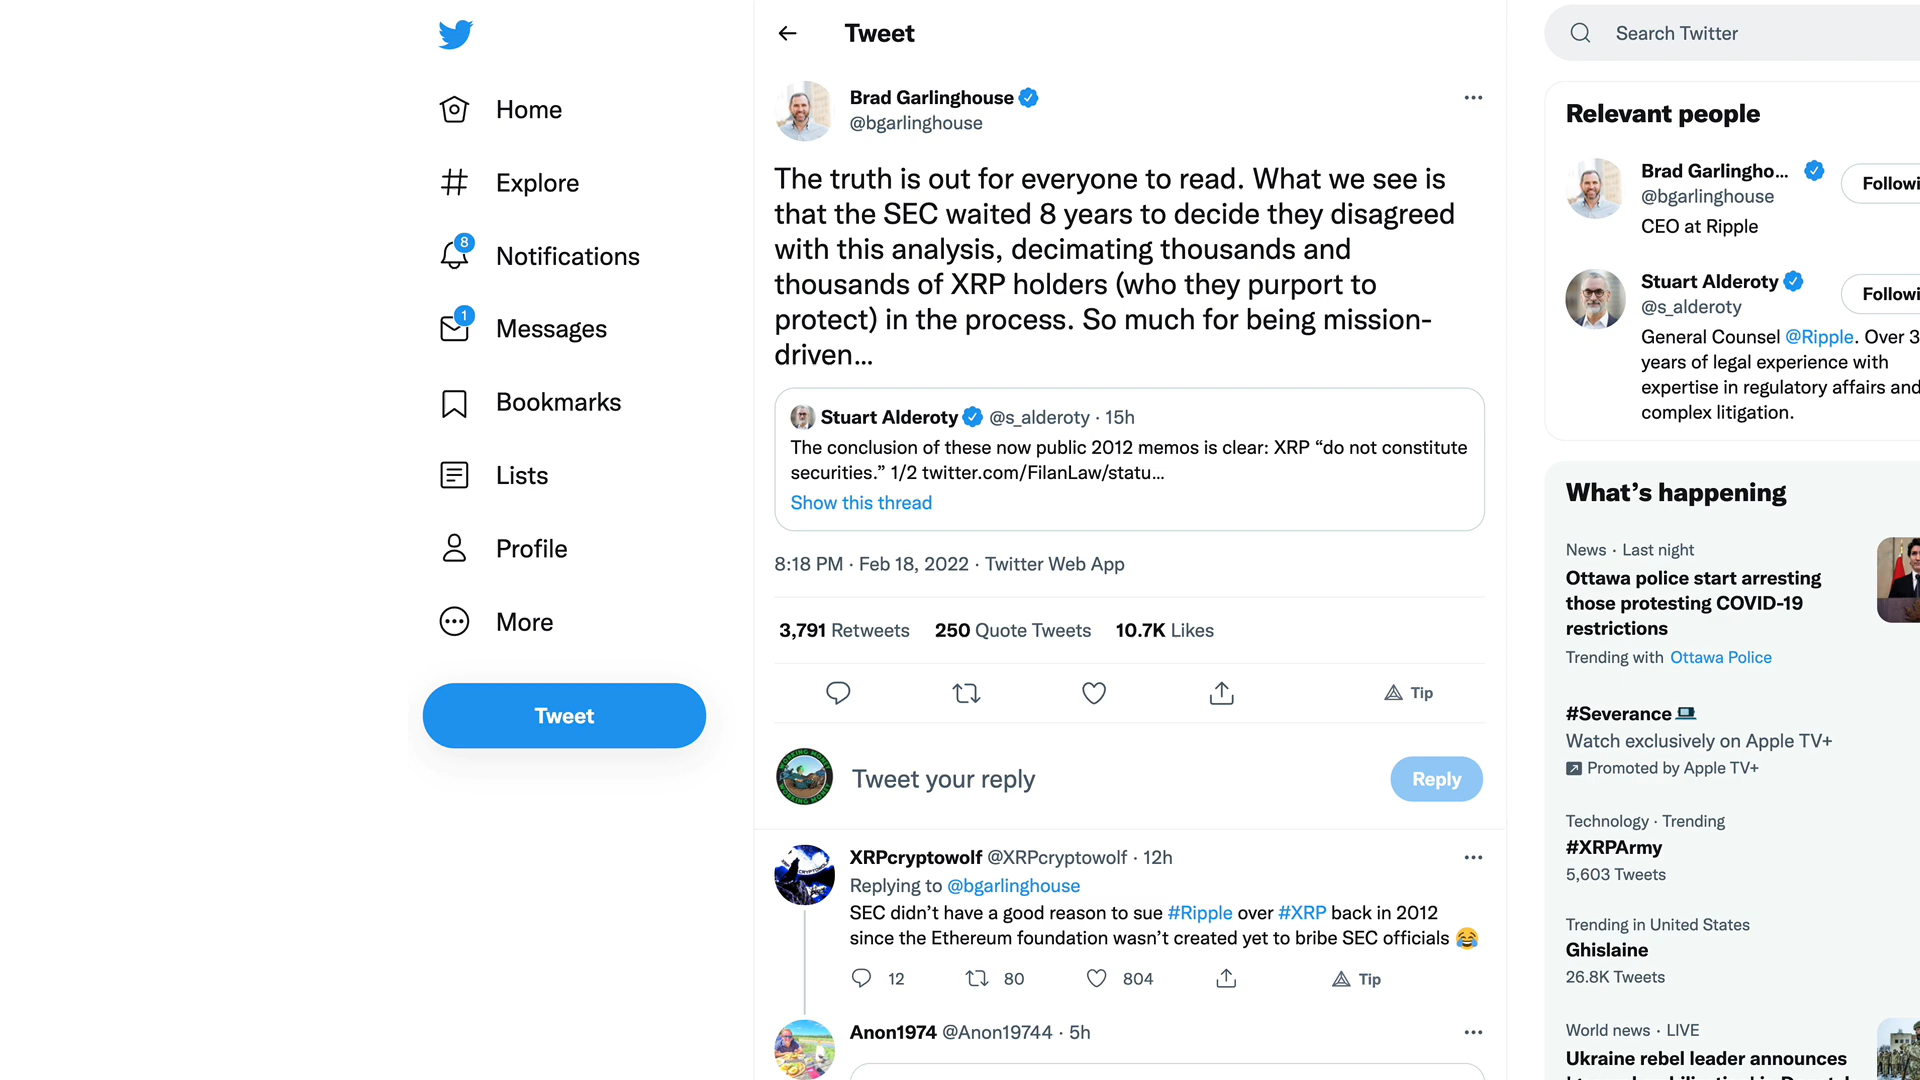 Home
Explore
8
Notifications
1
Messages
Bookmarks
Lists
Profile
More
Tweet
Tweet
Brad Garlinghouse
@bgarlinghouse
The truth is out for everyone to read. What we see is
that the SEC waited 8 years to decide they disagreed
with this analysis, decimating thousands and
thousands of XRP holders (who they purport to
protect) in the process. So much for being mission-
driven…
Stuart Alderoty @s_alderoty · 15h
The conclusion of these now public 2012 memos is clear: XRP “do not constitute
securities.” 1/2 twitter.com/FilanLaw/statu…
Show this thread
8:18 PM · Feb 18, 2022 · Twitter Web App
3,791 Retweets 250 Quote Tweets 10.7K Likes
Tip
Tweet your reply
Reply
XRPcryptowolf @XRPcryptowolf · 12h
Replying to @bgarlinghouse
SEC didn’t have a good reason to sue #Ripple over #XRP back in 2012
since the Ethereum foundation wasn’t created yet to bribe SEC officials 😂
12 80 804 Tip
Anon1974 @Anon19744 · 5h
Search Twitter
Relevant people
Brad Garlingho...
@bgarlinghouse
Followi
CEO at Ripple
Stuart Alderoty
@s_alderoty
Followi
General Counsel @Ripple. Over 3
years of legal experience with
expertise in regulatory affairs and
complex litigation.
What’s happening
News · Last night
Ottawa police start arresting
those protesting COVID-19
restrictions
Trending with Ottawa Police
#Severance
Watch exclusively on Apple TV+
Promoted by Apple TV+
Technology · Trending
#XRPArmy
5,603 Tweets
Trending in United States
Ghislaine
26.8K Tweets
World news · LIVE
Ukraine rebel leader announces